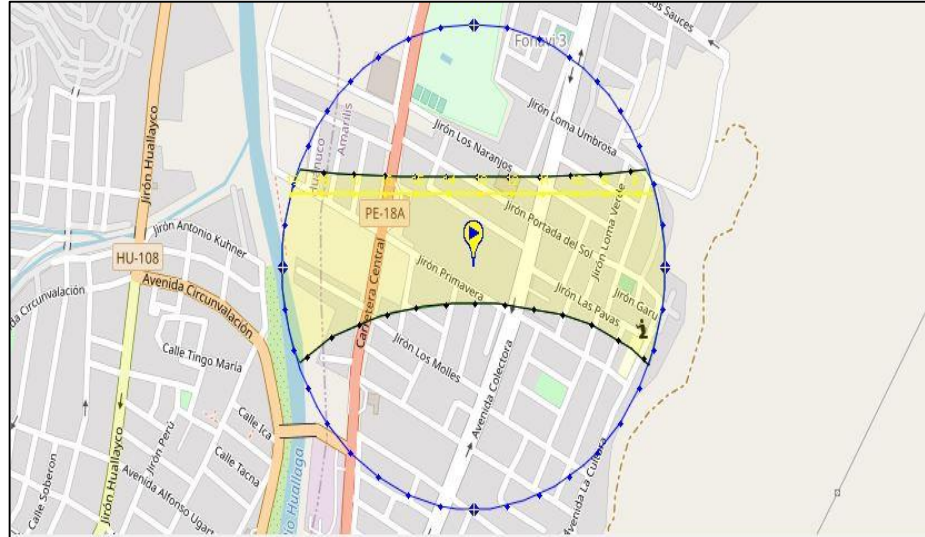 Los Sauces
Fonavi 3
Jirón Loma Umbrosa
Jirón Los Naranjos
Jirón Huallayco
Huánuco
Amarilis
PE-18A
Jirón Portada del Sol
Jirón Loma Verde
Jirón Antonio Kuhner
HU-108
Avenida Circunvalación
a Circunvalación
Carretera Central
Jirón Primavera
Jirón Las Pavas
Jirón Garu
Calle Tingo María
Jirón Los Molles
Avenida Colectora
Calle Ica
Jirón Perú
Calle Tacna
Río Huallaga
Jirón Huallayco
Calle Soberon
Avenida Alfonso Ugart
Avenida La Cultura